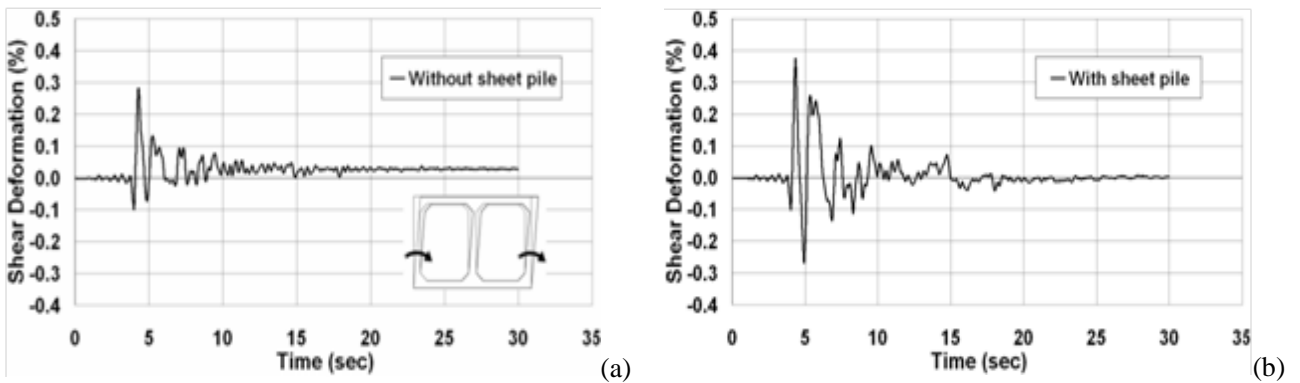 Shear Deformation (%)
0.5
0.4
0.3
0.2
0.1
0.0
-0.1
-0.2
-0.3
-0.4
Without sheet pile
0 5 10 15 20 25 30 35
Time (sec)
(a)
Shear Deformation (%)
0.5
0.4
0.3
0.2
0.1
0.0
-0.1
-0.2
-0.3
-0.4
With sheet pile
0 5 10 15 20 25 30 35
Time (sec)
(b)